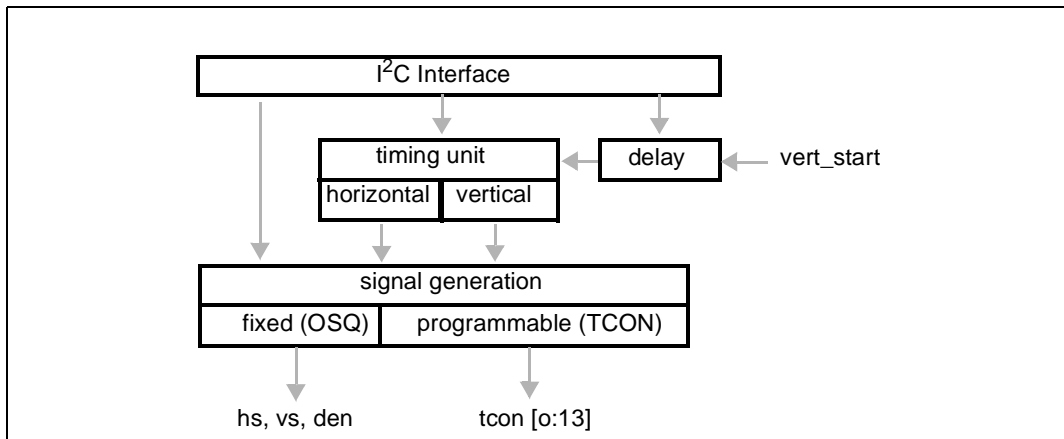 I²C Interface
timing unit
delay
vert_start
horizontal
vertical
signal generation
fixed (OSQ)
programmable (TCON)
hs, vs, den
tcon [o:13]